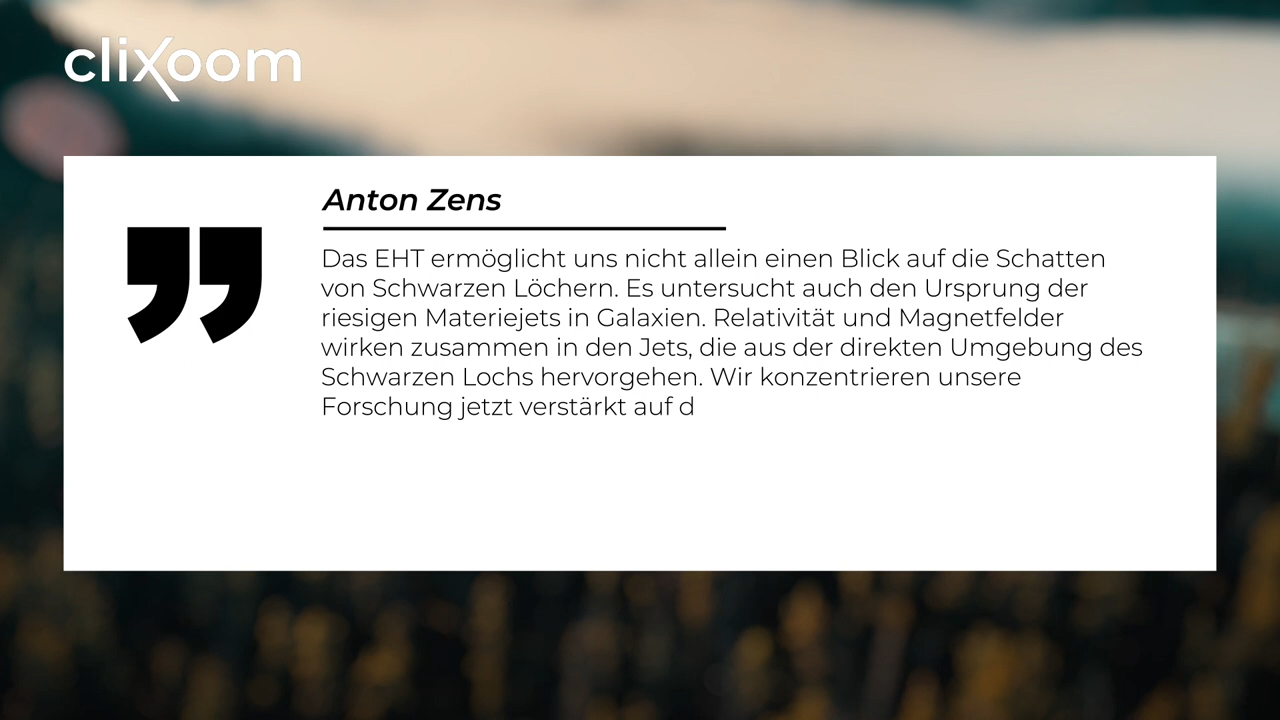 clixoom
Anton Zens
Das EHT ermöglicht uns nicht allein einen Blick auf die Schatten
von Schwarzen Löchern. Es untersucht auch den Ursprung der
riesigen Materiejets in Galaxien. Relativität und Magnetfelder
wirken zusammen in den Jets, die aus der direkten Umgebung des
Schwarzen Lochs hervorgehen. Wir konzentrieren unsere
Forschung jetzt verstärkt auf d